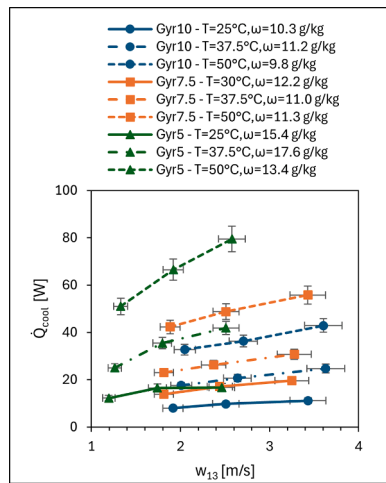 Gyr10 - T=25°C,ω=10.3 g/kg
Gyr10 - T=37.5°C,ω=11.2 g/kg
Gyr10 - T=50°C,ω=9.8 g/kg
Gyr7.5 - T=30°C,ω=12.2 g/kg
Gyr7.5 - T=37.5°C,ω=11.0 g/kg
Gyr7.5 - T=50°C,ω=11.3 g/kg
Gyr5 - T=25°C,ω=15.4 g/kg
Gyr5 - T=37.5°C,ω=17.6 g/kg
Gyr5 - T=50°C,ω=13.4 g/kg
100
80
60
40
20
0
Q̇cool [W]
1 2 3 4
w13 [m/s]